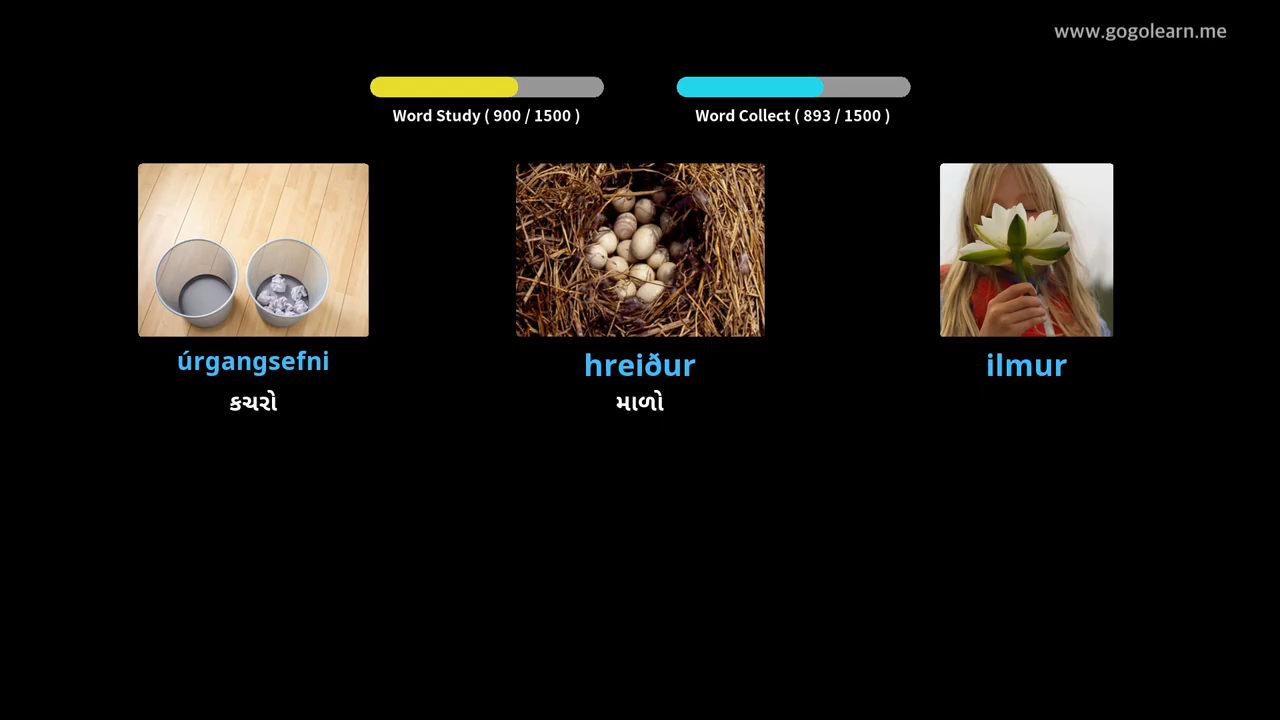 www.gogolearn.me
Word Study ( 900 / 1500 )
Word Collect ( 893 / 1500 )
úrgangsefni
hreiður
ilmur
કચરો
માળો